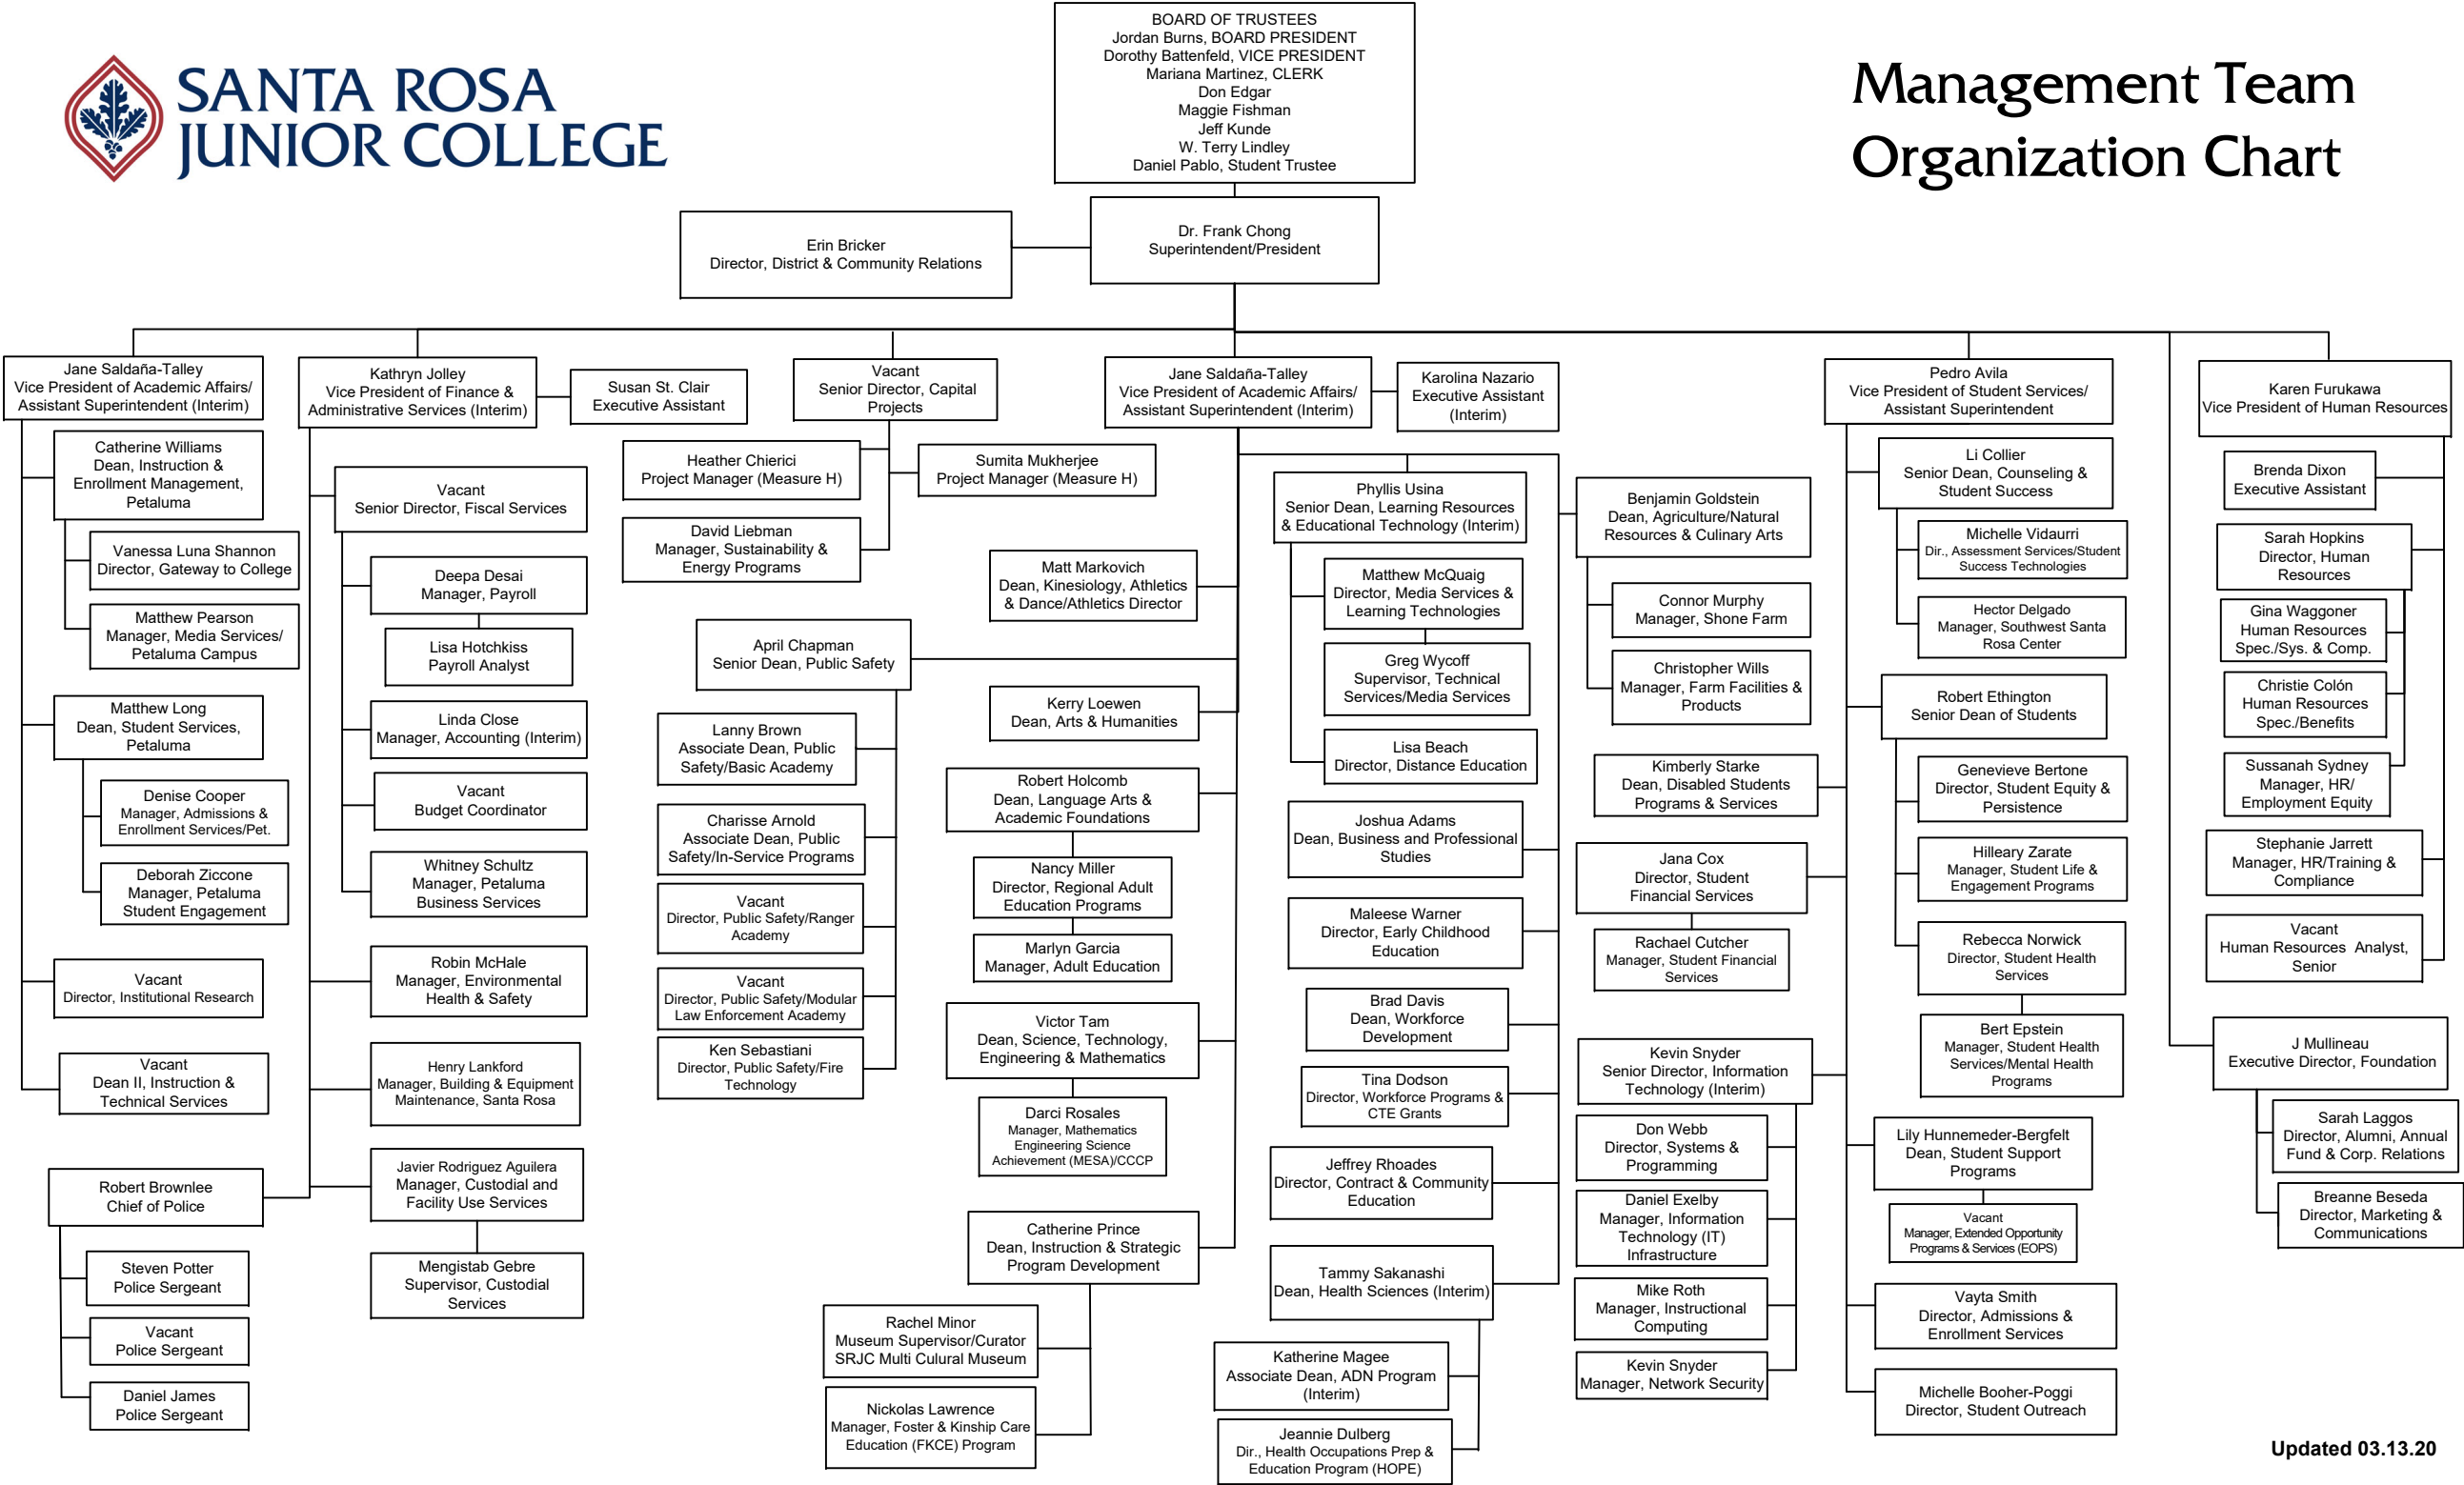 SANTA ROSA
JUNIOR COLLEGE
BOARD OF TRUSTEES
Jordan Burns, BOARD PRESIDENT
Dorothy Battenfeld, VICE PRESIDENT
Mariana Martinez, CLERK
Don Edgar
Maggie Fishman
Jeff Kunde
W. Terry Lindley
Daniel Pablo, Student Trustee
Management Team
Organization Chart
Erin Bricker
Director, District & Community Relations
Dr. Frank Chong
Superintendent/President
Jane Saldaña-Talley
Vice President of Academic Affairs/
Assistant Superintendent (Interim)
Catherine Williams
Dean, Instruction &
Enrollment Management,
Petaluma
Vanessa Luna Shannon
Director, Gateway to College
Matthew Pearson
Manager, Media Services/
Petaluma Campus
Matthew Long
Dean, Student Services,
Petaluma
Denise Cooper
Manager, Admissions &
Enrollment Services/Pet.
Deborah Ziccone
Manager, Petaluma
Student Engagement
Vacant
Director, Institutional Research
Vacant
Dean II, Instruction &
Technical Services
Kathryn Jolley
Vice President of Finance &
Administrative Services (Interim)
Susan St. Clair
Executive Assistant
Vacant
Senior Director, Fiscal Services
Deepa Desai
Manager, Payroll
Lisa Hotchkiss
Payroll Analyst
Linda Close
Manager, Accounting (Interim)
Vacant
Budget Coordinator
Whitney Schultz
Manager, Petaluma
Business Services
Robin McHale
Manager, Environmental
Health & Safety
Henry Lankford
Manager, Building & Equipment
Maintenance, Santa Rosa
Javier Rodriguez Aguilera
Manager, Custodial and
Facility Use Services
Mengistab Gebre
Supervisor, Custodial
Services
Robert Brownlee
Chief of Police
Steven Potter
Police Sergeant
Vacant
Police Sergeant
Daniel James
Police Sergeant
Vacant
Senior Director, Capital
Projects
Heather Chierici
Project Manager (Measure H)
Sumita Mukherjee
Project Manager (Measure H)
David Liebman
Manager, Sustainability &
Energy Programs
Jane Saldaña-Talley
Vice President of Academic Affairs/
Assistant Superintendent (Interim)
Karolina Nazario
Executive Assistant
(Interim)
Matt Markovich
Dean, Kinesiology, Athletics
& Dance/Athletics Director
April Chapman
Senior Dean, Public Safety
Lanny Brown
Associate Dean, Public
Safety/Basic Academy
Charisse Arnold
Associate Dean, Public
Safety/In-Service Programs
Vacant
Director, Public Safety/Ranger
Academy
Vacant
Director, Public Safety/Modular
Law Enforcement Academy
Ken Sebastiani
Director, Public Safety/Fire
Technology
Kerry Loewen
Dean, Arts & Humanities
Robert Holcomb
Dean, Language Arts &
Academic Foundations
Nancy Miller
Director, Regional Adult
Education Programs
Marlyn Garcia
Manager, Adult Education
Victor Tam
Dean, Science, Technology,
Engineering & Mathematics
Darci Rosales
Manager, Mathematics
Engineering Science
Achievement (MESA)/CCCP
Catherine Prince
Dean, Instruction & Strategic
Program Development
Rachel Minor
Museum Supervisor/Curator
SRJC Multi Culural Museum
Nickolas Lawrence
Manager, Foster & Kinship Care
Education (FKCE) Program
Phyllis Usina
Senior Dean, Learning Resources
& Educational Technology (Interim)
Matthew McQuaig
Director, Media Services &
Learning Technologies
Greg Wycoff
Supervisor, Technical
Services/Media Services
Lisa Beach
Director, Distance Education
Joshua Adams
Dean, Business and Professional
Studies
Maleese Warner
Director, Early Childhood
Education
Brad Davis
Dean, Workforce
Development
Tina Dodson
Director, Workforce Programs &
CTE Grants
Jeffrey Rhoades
Director, Contract & Community
Education
Tammy Sakanashi
Dean, Health Sciences (Interim)
Katherine Magee
Associate Dean, ADN Program
(Interim)
Jeannie Dulberg
Dir., Health Occupations Prep &
Education Program (HOPE)
Benjamin Goldstein
Dean, Agriculture/Natural
Resources & Culinary Arts
Connor Murphy
Manager, Shone Farm
Christopher Wills
Manager, Farm Facilities &
Products
Pedro Avila
Vice President of Student Services/
Assistant Superintendent
Li Collier
Senior Dean, Counseling &
Student Success
Michelle Vidaurri
Dir., Assessment Services/Student
Success Technologies
Hector Delgado
Manager, Southwest Santa
Rosa Center
Robert Ethington
Senior Dean of Students
Genevieve Bertone
Director, Student Equity &
Persistence
Hilleary Zarate
Manager, Student Life &
Engagement Programs
Rebecca Norwick
Director, Student Health
Services
Bert Epstein
Manager, Student Health
Services/Mental Health
Programs
Kimberly Starke
Dean, Disabled Students
Programs & Services
Jana Cox
Director, Student
Financial Services
Rachael Cutcher
Manager, Student Financial
Services
Kevin Snyder
Senior Director, Information
Technology (Interim)
Don Webb
Director, Systems &
Programming
Daniel Exelby
Manager, Information
Technology (IT)
Infrastructure
Mike Roth
Manager, Instructional
Computing
Kevin Snyder
Manager, Network Security
Lily Hunnemeder-Bergfelt
Dean, Student Support
Programs
Vacant
Manager, Extended Opportunity
Programs & Services (EOPS)
Vayta Smith
Director, Admissions &
Enrollment Services
Michelle Booher-Poggi
Director, Student Outreach
Karen Furukawa
Vice President of Human Resources
Brenda Dixon
Executive Assistant
Sarah Hopkins
Director, Human
Resources
Gina Waggoner
Human Resources
Spec./Sys. & Comp.
Christie Colón
Human Resources
Spec./Benefits
Sussanah Sydney
Manager, HR/
Employment Equity
Stephanie Jarrett
Manager, HR/Training &
Compliance
Vacant
Human Resources Analyst,
Senior
J Mullineau
Executive Director, Foundation
Sarah Laggos
Director, Alumni, Annual
Fund & Corp. Relations
Breanne Beseda
Director, Marketing &
Communications
Updated 03.13.20